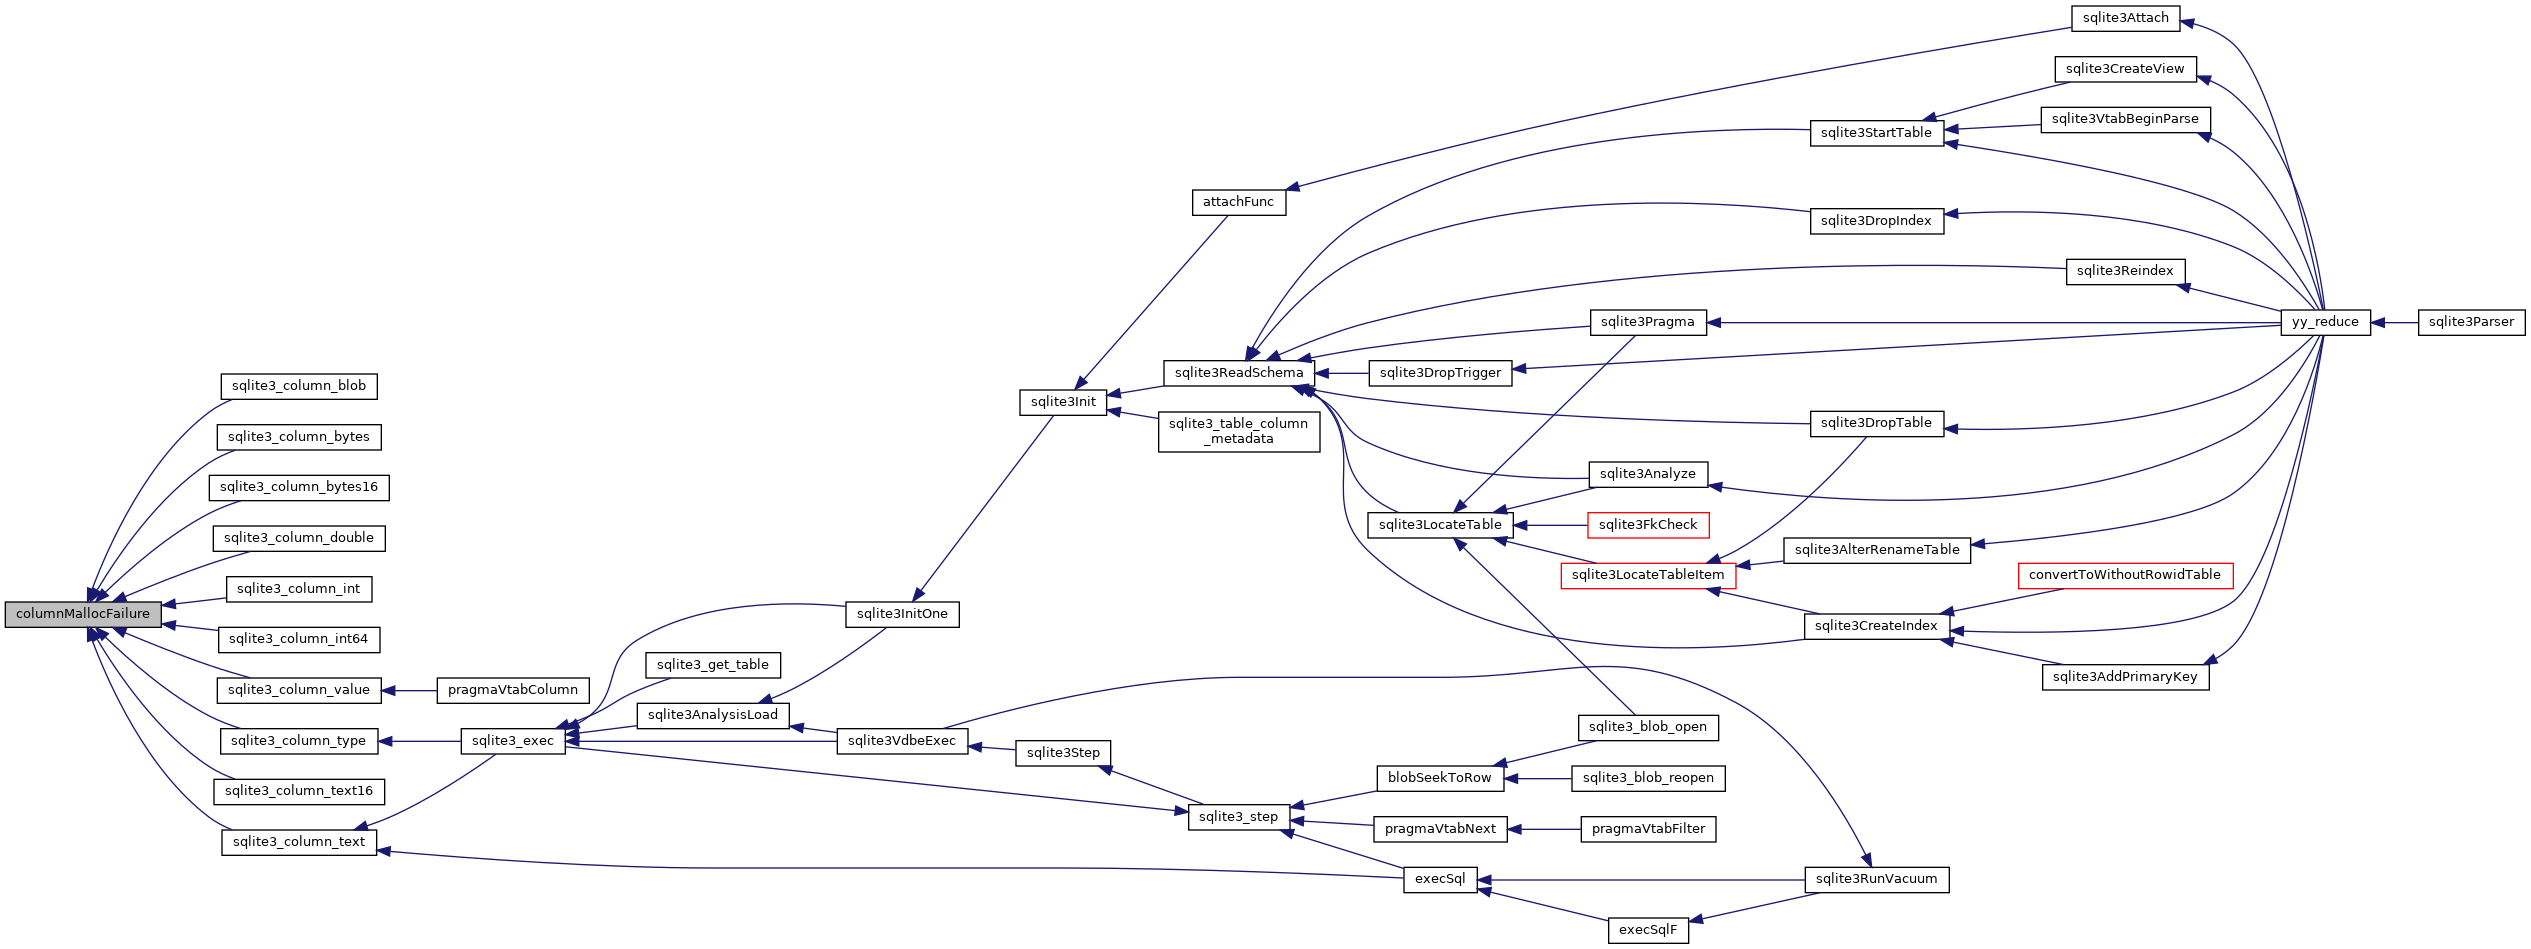 sqlite3Attach
sqlite3CreateView
sqlite3VtabBeginParse
sqlite3StartTable
attachFunc
sqlite3DropIndex
sqlite3Reindex
sqlite3Pragma
yy_reduce
sqlite3Parser
sqlite3ReadSchema
sqlite3DropTrigger
sqlite3_column_blob
sqlite3Init
sqlite3_table_column
_metadata
sqlite3DropTable
sqlite3_column_bytes
sqlite3Analyze
sqlite3_column_bytes16
sqlite3LocateTable
sqlite3FkCheck
sqlite3_column_double
sqlite3AlterRenameTable
sqlite3LocateTableItem
convertToWithoutRowidTable
sqlite3_column_int
columnMallocFailure
sqlite3InitOne
sqlite3CreateIndex
sqlite3_column_int64
sqlite3_get_table
sqlite3AddPrimaryKey
sqlite3_column_value
pragmaVtabColumn
sqlite3AnalysisLoad
sqlite3_blob_open
sqlite3_column_type
sqlite3_exec
sqlite3VdbeExec
sqlite3Step
blobSeekToRow
sqlite3_blob_reopen
sqlite3_column_text16
sqlite3_step
pragmaVtabNext
pragmaVtabFilter
sqlite3_column_text
execSql
sqlite3RunVacuum
execSqlF